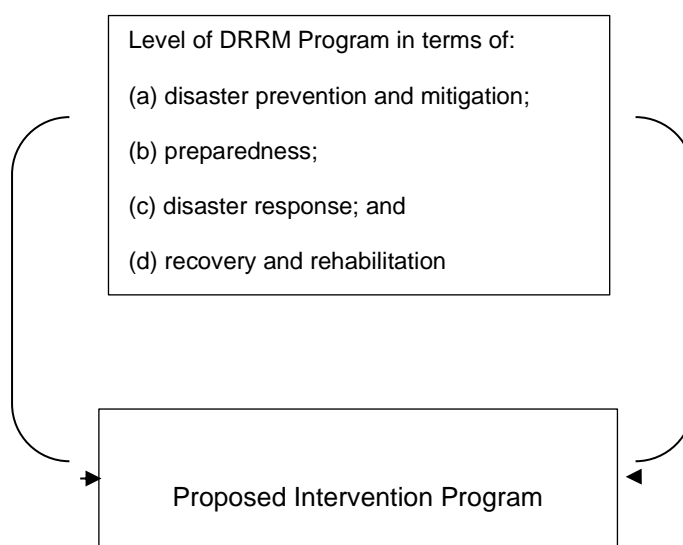 Level of DRRM Program in terms of:
(a) disaster prevention and mitigation;
(b) preparedness;
(c) disaster response; and
(d) recovery and rehabilitation
Proposed Intervention Program